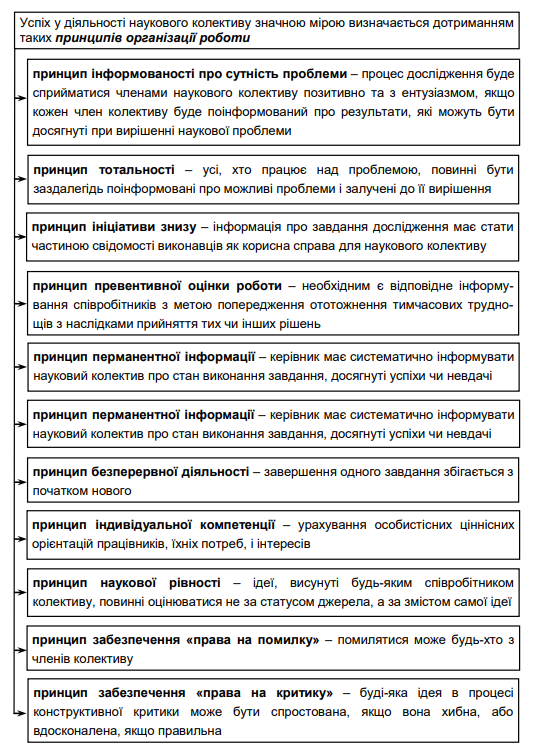 Успіх у діяльності наукового колективу значною мірою визначається дотриманням
таких принципів організації роботи
принцип інформованості про сутність проблеми – процес дослідження буде
сприйматися членами наукового колективу позитивно та з ентузіазмом, якщо
кожен член колективу буде поінформований про результати, які можуть бути
досягнуті при вирішенні наукової проблеми
принцип тотальності – усі, хто працює над проблемою, повинні бути
заздалегідь поінформовані про можливі проблеми і залучені до її вирішення
принцип ініціативи знизу – інформація про завдання дослідження має стати
частиною свідомості виконавців як корисна справа для наукового колективу
принцип превентивної оцінки роботи – необхідним є відповідне інформу-
вання співробітників з метою попередження ототожнення тимчасових трудно-
щів з наслідками прийняття тих чи інших рішень
принцип перманентної інформації – керівник має систематично інформувати
науковий колектив про стан виконання завдання, досягнуті успіхи чи невдачі
принцип перманентної інформації – керівник має систематично інформувати
науковий колектив про стан виконання завдання, досягнуті успіхи чи невдачі
принцип безперервної діяльності – завершення одного завдання збігається з
початком нового
принцип індивідуальної компетенції – урахування особистісних ціннісних
орієнтацій працівників, їхніх потреб, і інтересів
принцип наукової рівності – ідеї, висунуті будь-яким співробітником
колективу, повинні оцінюватися не за статусом джерела, а за змістом самої ідеї
принцип забезпечення «права на помилку» – помилятися може будь-хто з
членів колективу
принцип забезпечення «права на критику» – буді-яка ідея в процесі
конструктивної критики може бути спростована, якщо вона хибна, або
вдосконалена, якщо правильна